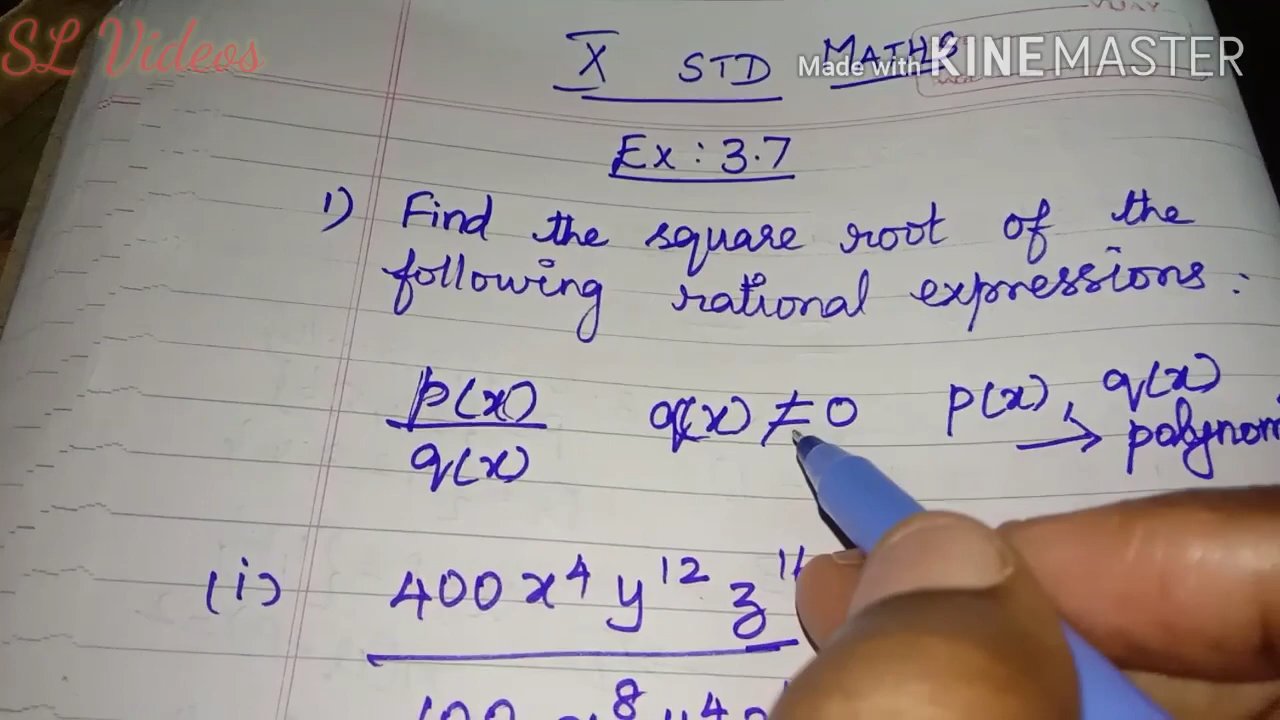 SL Videos
X STD MATHS
Made with KINEMASTER
Ex : 3.7
1) Find the square root of the
following rational expressions :
p(x)
q(x)
q(x) ≠ 0
p(x), q(x)
→
(i) 400 x⁴ y¹² z